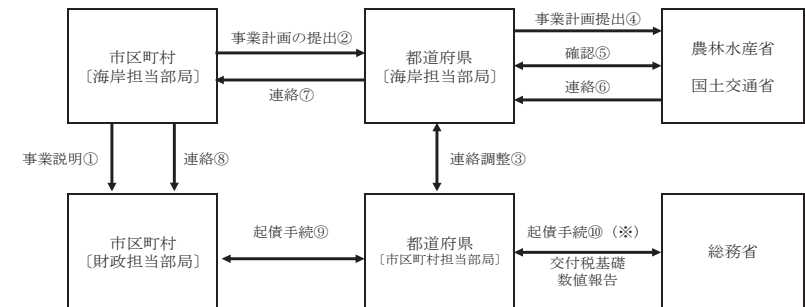 事業計画の提出②
事業計画提出④
市区町村
〔海岸担当部局〕
都道府県
〔海岸担当部局〕
確認⑤
農林水産省
国土交通省
連絡⑦
連絡⑥
事業説明①
連絡⑧
連絡調整③
市区町村
〔財政担当部局〕
起債手続⑨
都道府県
〔市区町村担当部局〕
起債手続⑩（※）
交付税基礎
数値報告
総務省